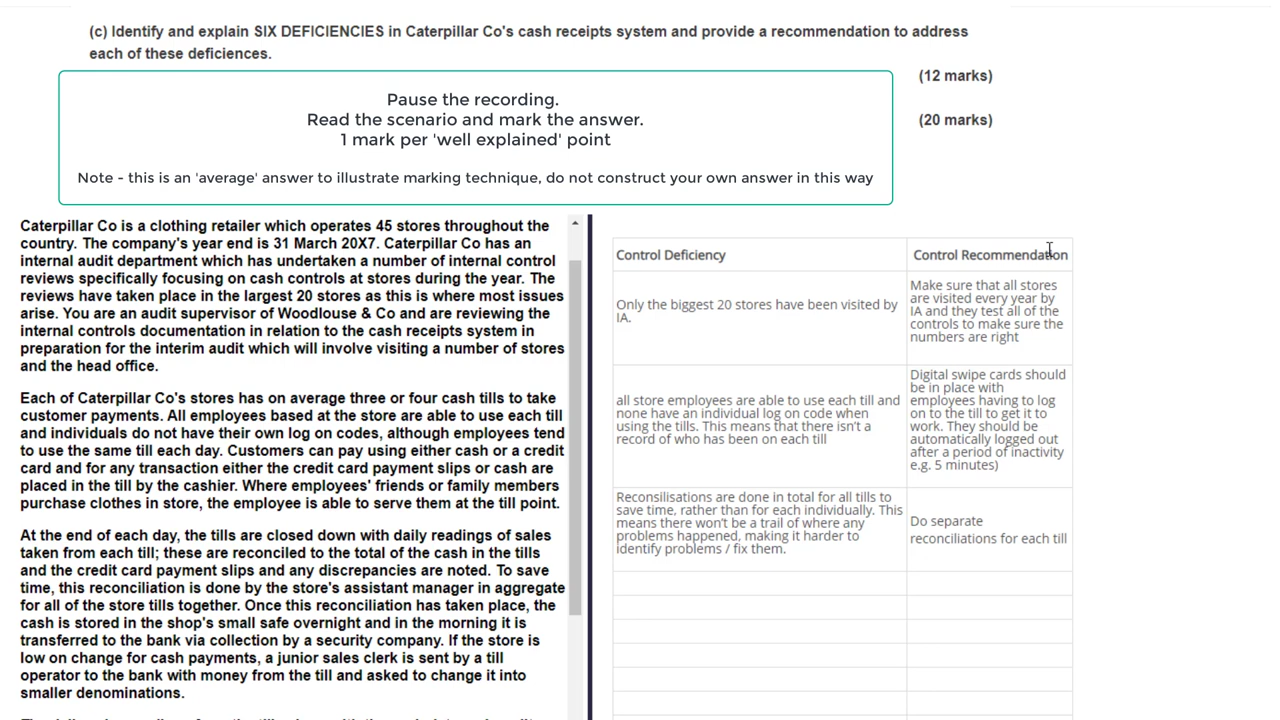 (c) Identify and explain SIX DEFICIENCIES in Caterpillar Co's cash receipts system and provide a recommendation to address
each of these deficiences.
(12 marks)
(20 marks)
Pause the recording.
Read the scenario and mark the answer.
1 mark per 'well explained' point
Note - this is an 'average' answer to illustrate marking technique, do not construct your own answer in this way
Caterpillar Co is a clothing retailer which operates 45 stores throughout the
country. The company's year end is 31 March 20X7. Caterpillar Co has an
internal audit department which has undertaken a number of internal control
reviews specifically focusing on cash controls at stores during the year. The
reviews have taken place in the largest 20 stores as this is where most issues
arise. You are an audit supervisor of Woodlouse & Co and are reviewing the
internal controls documentation in relation to the cash receipts system in
preparation for the interim audit which will involve visiting a number of stores
and the head office.
Each of Caterpillar Co's stores has on average three or four cash tills to take
customer payments. All employees based at the store are able to use each till
and individuals do not have their own log on codes, although employees tend
to use the same till each day. Customers can pay using either cash or a credit
card and for any transaction either the credit card payment slips or cash are
placed in the till by the cashier. Where employees' friends or family members
purchase clothes in store, the employee is able to serve them at the till point.
At the end of each day, the tills are closed down with daily readings of sales
taken from each till; these are reconciled to the total of the cash in the tills
and the credit card payment slips and any discrepancies are noted. To save
time, this reconciliation is done by the store's assistant manager in aggregate
for all of the store tills together. Once this reconciliation has taken place, the
cash is stored in the shop's small safe overnight and in the morning it is
transferred to the bank via collection by a security company. If the store is
low on change for cash payments, a junior sales clerk is sent by a till
operator to the bank with money from the till and asked to change it into
smaller denominations.
Control Deficiency
Control Recommendation
Only the biggest 20 stores have been visited by
IA.
Make sure that all stores
are visited every year by
IA and they test all of the
controls to make sure the
numbers are right
all store employees are able to use each till and
none have an individual log on code when
using the tills. This means that there isn't a
record of who has been on each till
Digital swipe cards should
be in place with
employees having to log
on to the till to get it to
work. They should be
automatically logged out
after a period of inactivity
e.g. 5 minutes)
Reconsilisations are done in total for all tills to
save time, rather than for each individually. This
means there won't be a trail of where any
problems happened, making it harder to
identify problems / fix them.
Do separate
reconciliations for each till